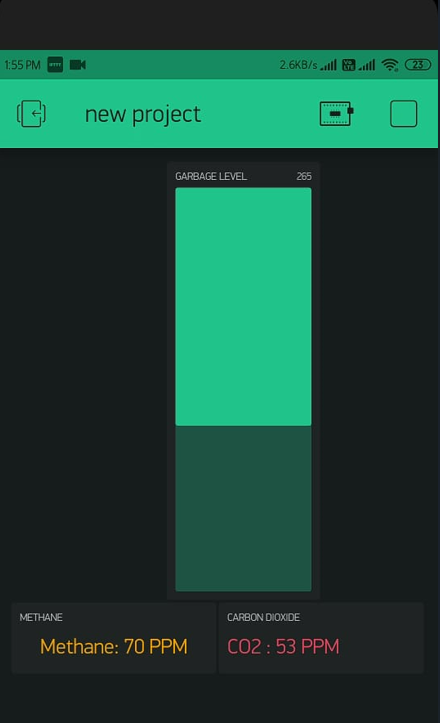 1:55 PM 2.6KB/s VoLTE 23
new project
GARBAGE LEVEL 265
METHANE CARBON DIOXIDE
Methane: 70 PPM CO2 : 53 PPM